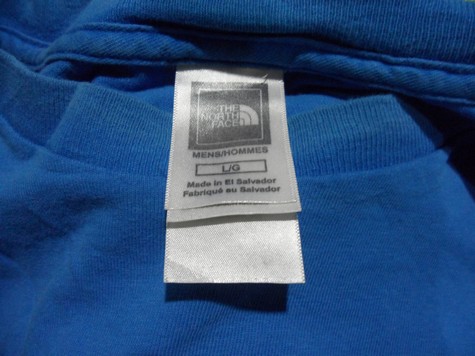 THE
NORTH
FACE
MENS/HOMMES
L/G
Made in El Salvador
Fabriqué au Salvador